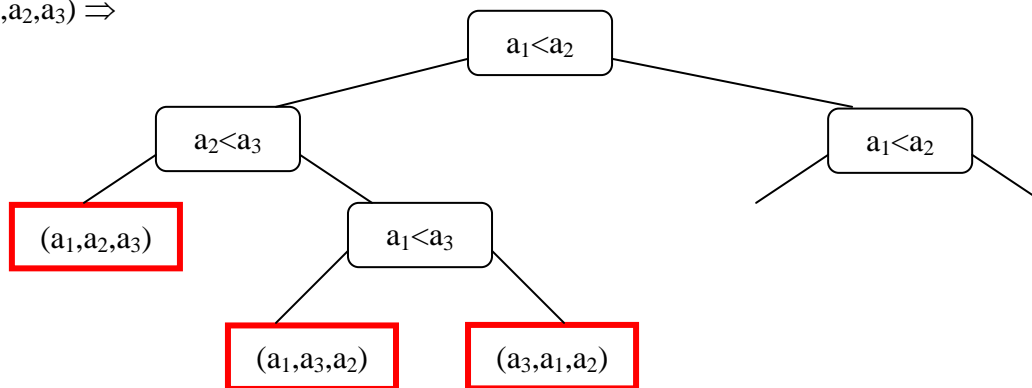 ,a₂,a₃) ⇒
a₁<a₂
a₂<a₃
a₁<a₂
(a₁,a₂,a₃)
a₁<a₃
(a₁,a₃,a₂)
(a₃,a₁,a₂)